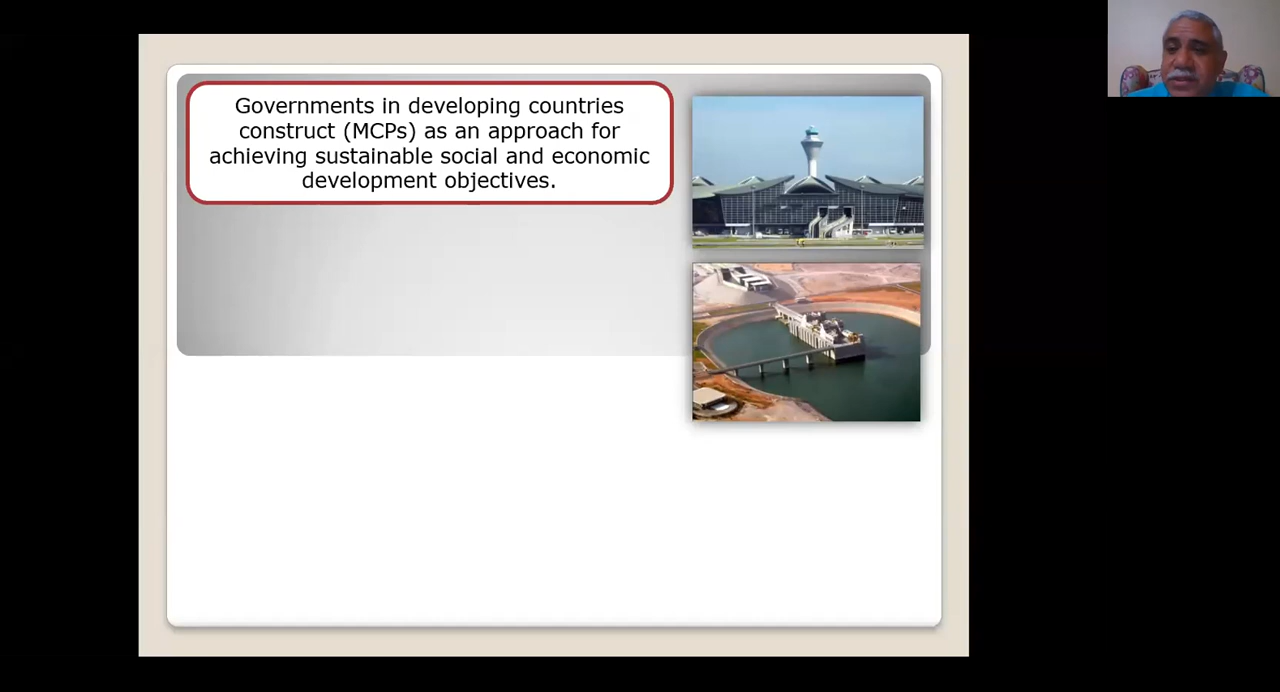 Governments in developing countries
construct (MCPs) as an approach for
achieving sustainable social and economic
development objectives.